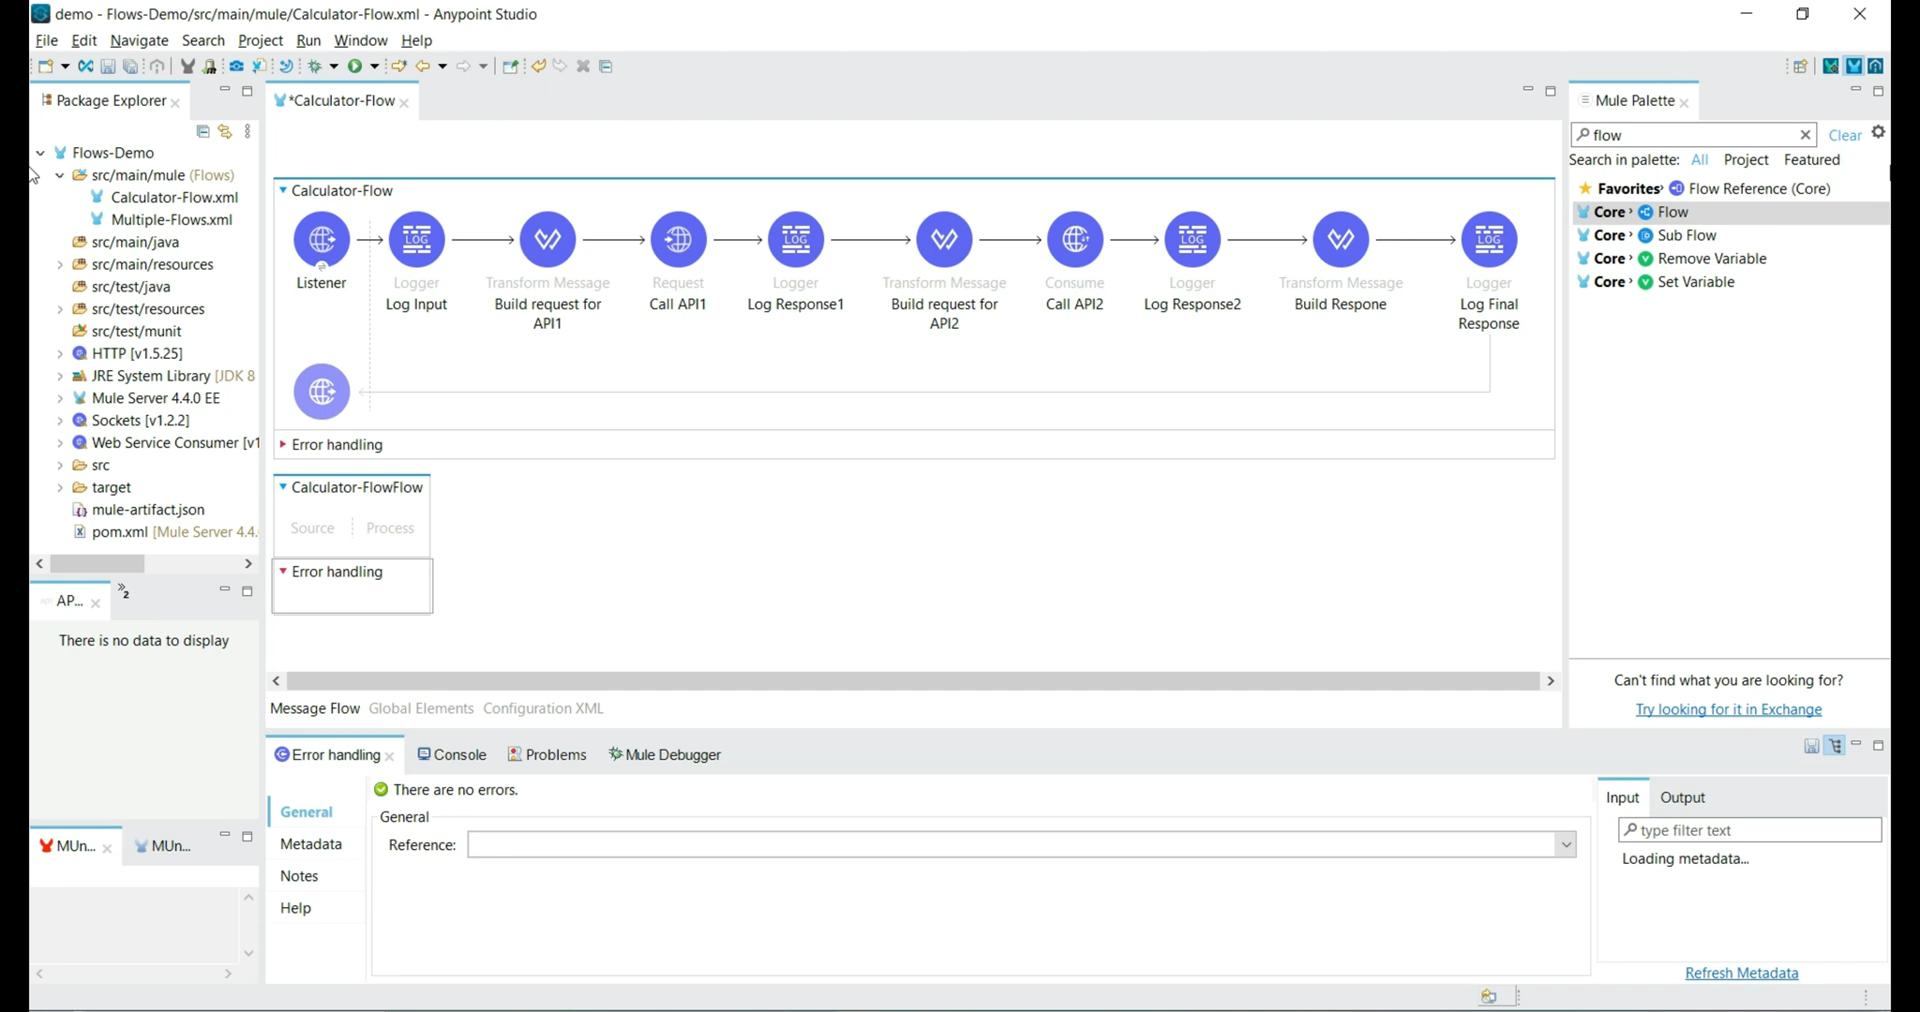 demo - Flows-Demo/src/main/mule/Calculator-Flow.xml - Anypoint Studio
File Edit Navigate Search Project Run Window Help
Package Explorer
*Calculator-Flow
Mule Palette
flow
Clear
Search in palette: All Project Featured
Flows-Demo
src/main/mule (Flows)
Calculator-Flow.xml
Multiple-Flows.xml
src/main/java
src/main/resources
src/test/java
src/test/resources
src/test/munit
HTTP [v1.5.25]
JRE System Library [JDK 8
Mule Server 4.4.0 EE
Sockets [v1.2.2]
Web Service Consumer [v1
src
target
mule-artifact.json
pom.xml [Mule Server 4.4.
Calculator-Flow
LOG
LOG
LOG
LOG
Listener
Logger
Log Input
Transform Message
Build request for
API1
Request
Call API1
Logger
Log Response1
Transform Message
Build request for
API2
Consume
Call API2
Logger
Log Response2
Transform Message
Build Respone
Logger
Log Final
Response
Error handling
Calculator-FlowFlow
Source Process
Error handling
Favorites Flow Reference (Core)
Core Flow
Core Sub Flow
Core Remove Variable
Core Set Variable
Can't find what you are looking for?
Try looking for it in Exchange
AP...
2
There is no data to display
Message Flow Global Elements Configuration XML
Error handling Console Problems Mule Debugger
There are no errors.
General
General
Reference:
Metadata
Notes
Help
Input Output
type filter text
Loading metadata...
Refresh Metadata
MUn... MUn...